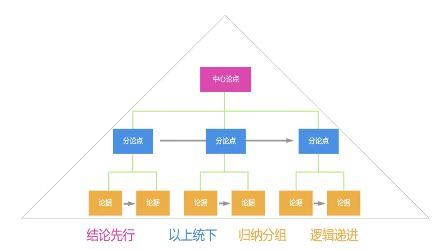 中心论点
分论点 分论点 分论点
论据 论据 论据 论据 论据 论据
结论先行 以上统下 归纳分组 逻辑递进